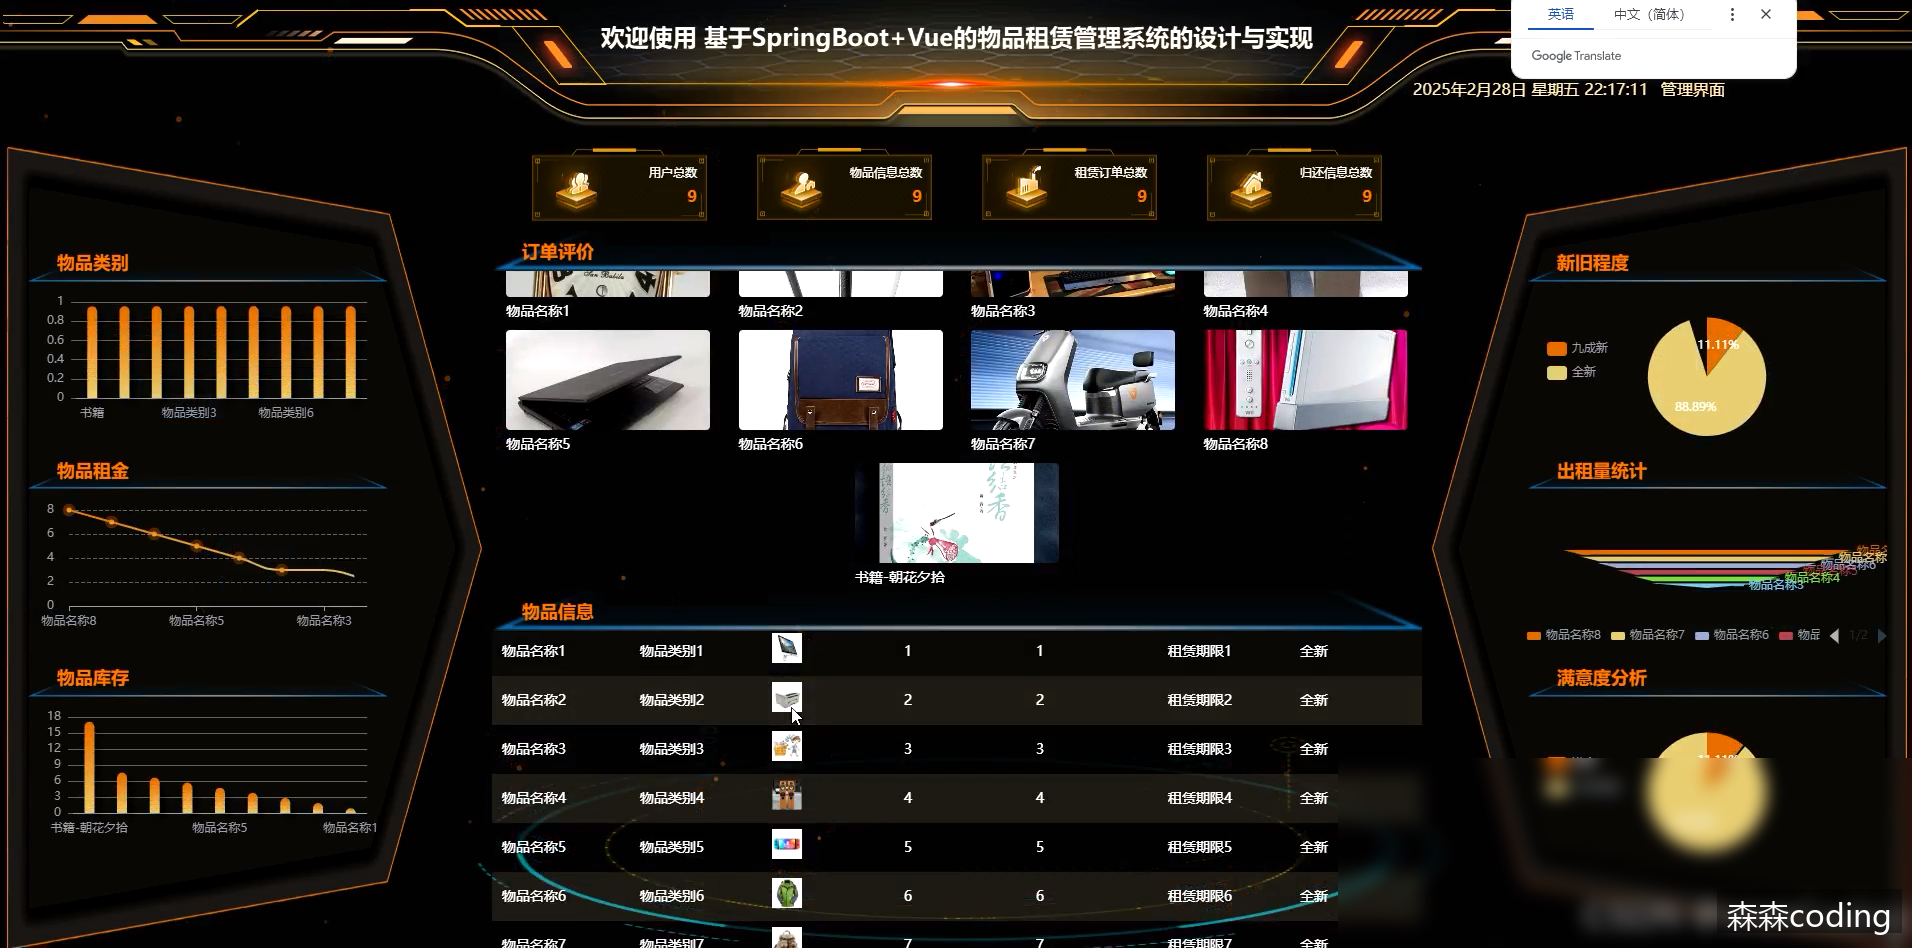 欢迎使用 基于SpringBoot+Vue的物品租赁管理系统的设计与实现
英语 中文（简体）
Google Translate
2025年2月28日 星期五 22:17:11 管理界面
用户总数
9
物品信息总数
9
租赁订单总数
9
归还信息总数
9
物品类别
1
0.8
0.6
0.4
0.2
0
书籍 物品类别3 物品类别6
物品租金
8
6
4
2
0
物品名称8 物品名称5 物品名称3
物品库存
18
15
12
9
6
3
0
书籍-朝花夕拾 物品名称5 物品名称1
订单评价
物品名称1 物品名称2 物品名称3 物品名称4
物品名称5 物品名称6 物品名称7 物品名称8
书籍-朝花夕拾
物品信息
物品名称1 物品类别1 1 1 租赁期限1 全新
物品名称2 物品类别2 2 2 租赁期限2 全新
物品名称3 物品类别3 3 3 租赁期限3 全新
物品名称4 物品类别4 4 4 租赁期限4 全新
物品名称5 物品类别5 5 5 租赁期限5 全新
物品名称6 物品类别6 6 6 租赁期限6 全新
物品名称7 物品类别7 7 7 租赁期限7 全新
新旧程度
九成新
全新
11.11%
88.89%
出租量统计
物品名称6
物品名称5
物品名称4
物品名称3
物品名称8 物品名称7 物品名称6 物品 1/2
满意度分析
森森coding